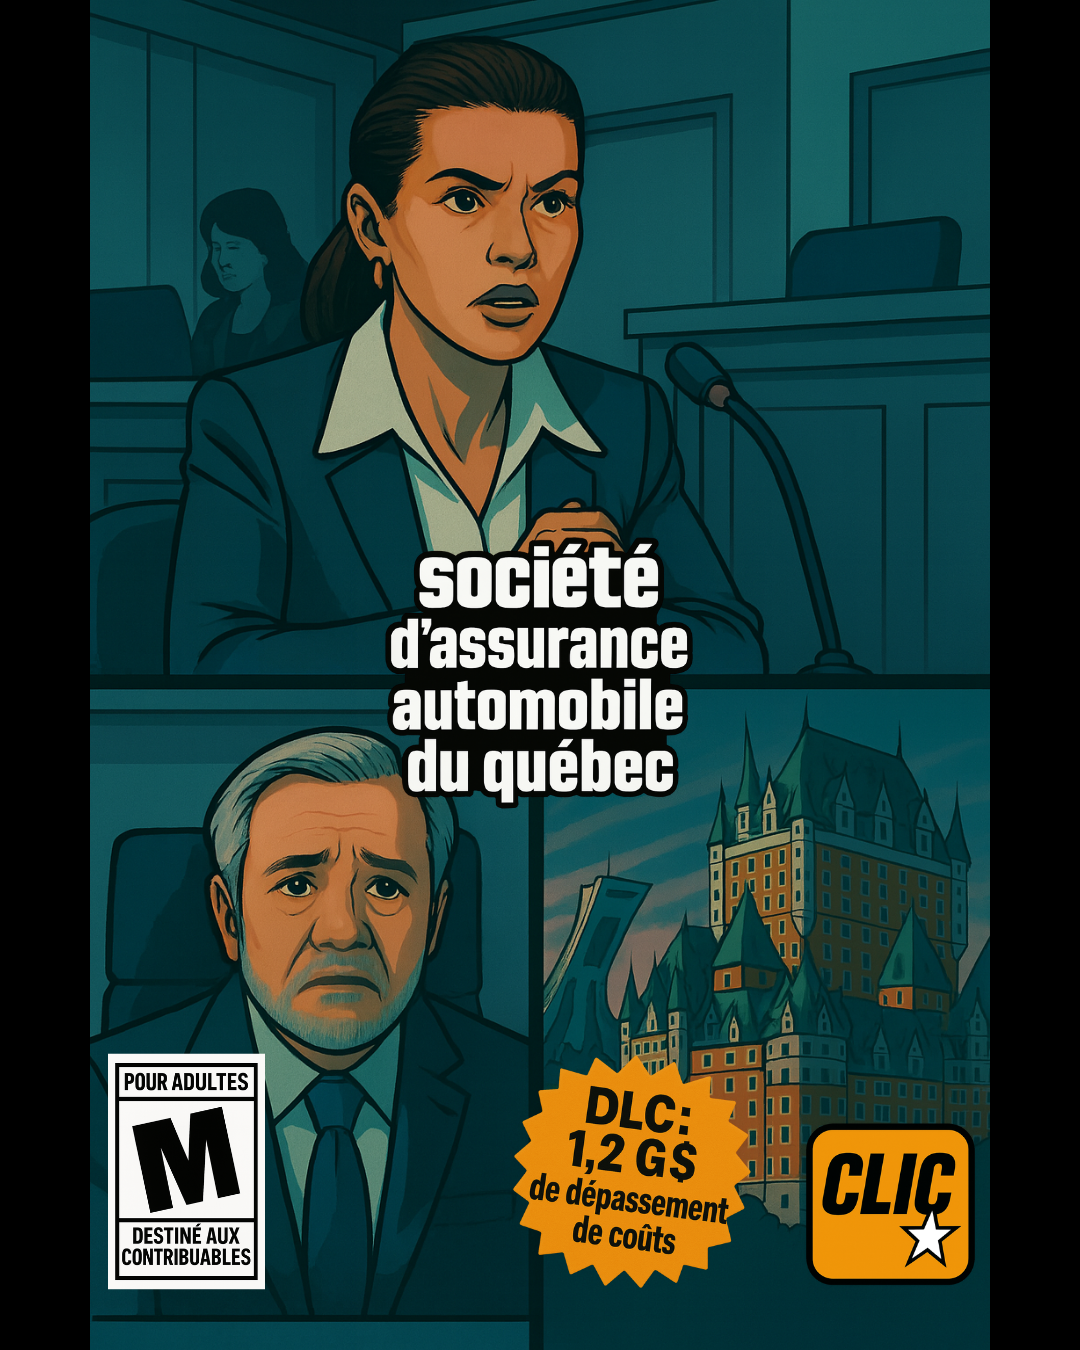 société
d'assurance
automobile
du québec
POUR ADULTES
M
DESTINÉ AUX
CONTRIBUABLES
DLC:
1,2 G$
de dépassement
de coûts
CLIC